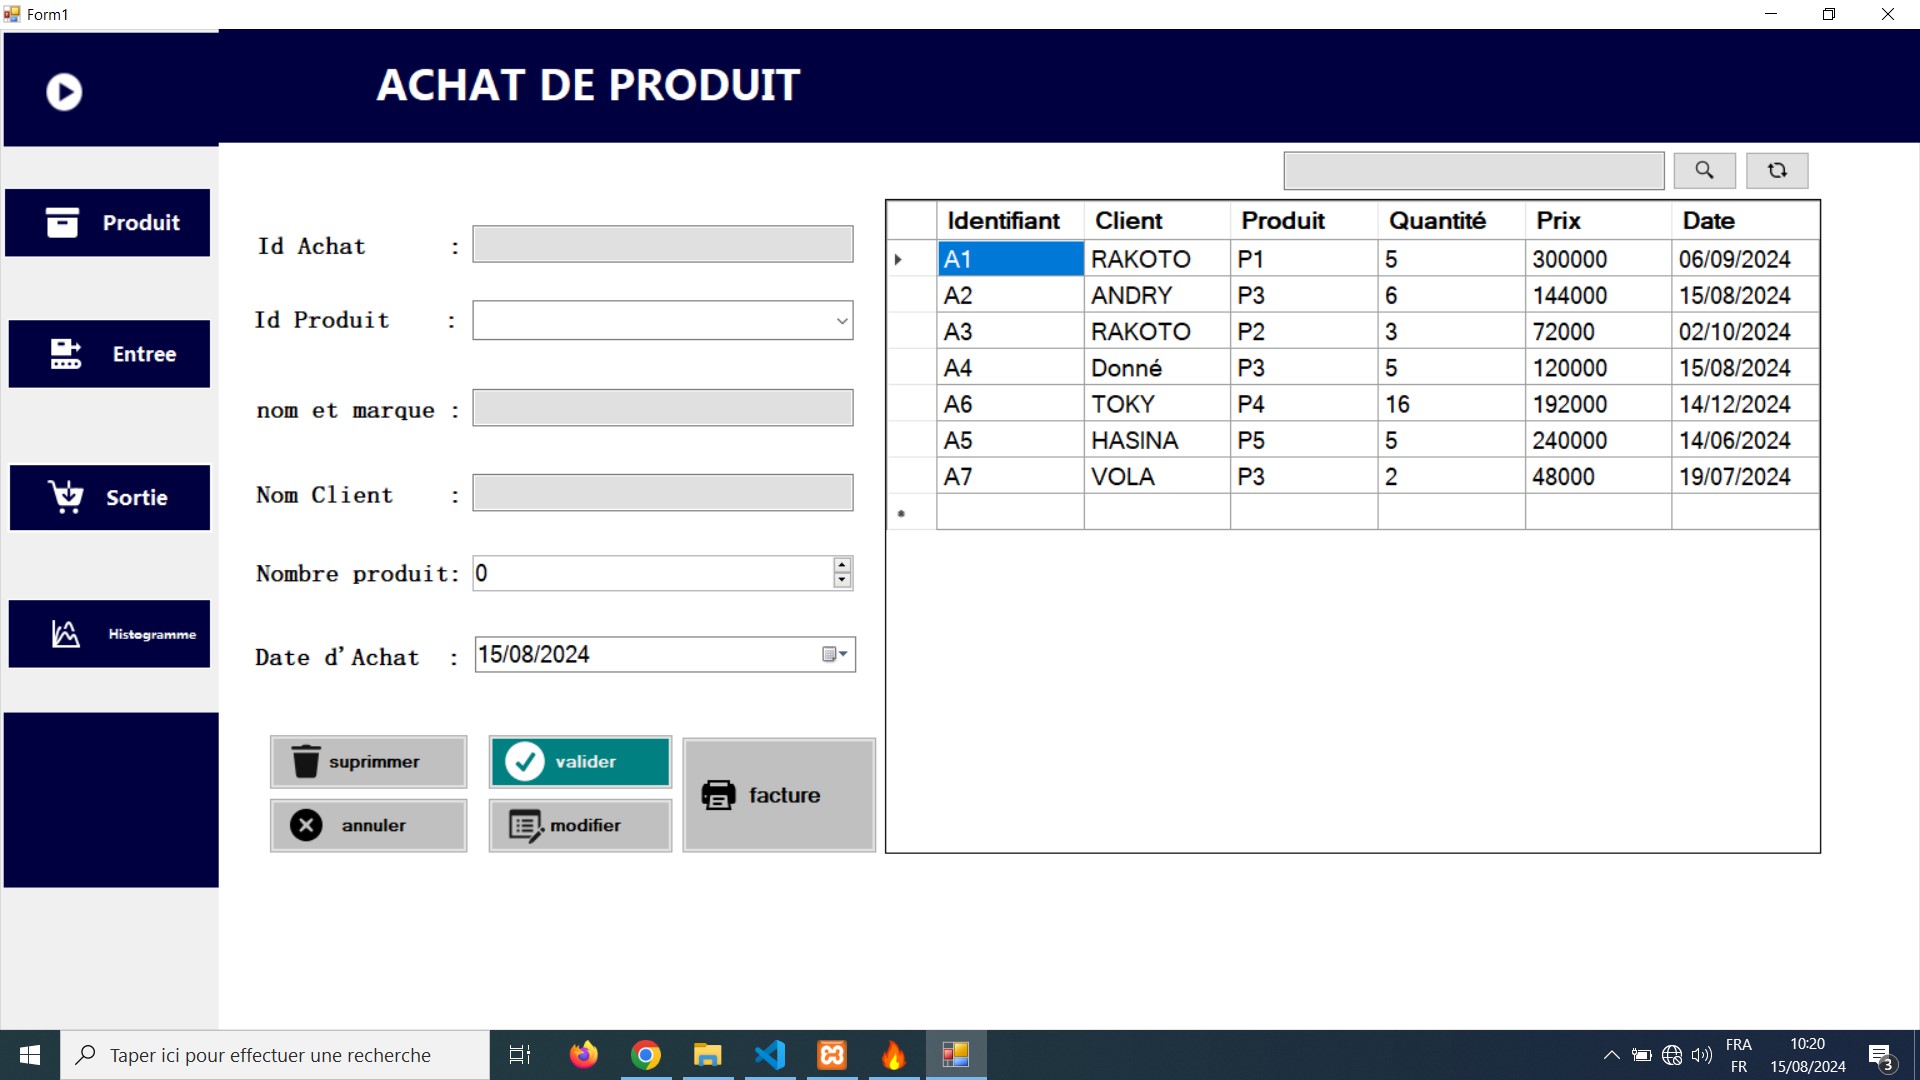 Form1
ACHAT DE PRODUIT
Produit
Entree
Sortie
Histogramme
Id Achat :
Id Produit :
nom et marque :
Nom Client :
Nombre produit: 0
Date d'Achat : 15/08/2024
suprimmer
valider
annuler
modifier
facture
Identifiant Client Produit Quantité Prix Date
A1 RAKOTO P1 5 300000 06/09/2024
A2 ANDRY P3 6 144000 15/08/2024
A3 RAKOTO P2 3 72000 02/10/2024
A4 Donné P3 5 120000 15/08/2024
A6 TOKY P4 16 192000 14/12/2024
A5 HASINA P5 5 240000 14/06/2024
A7 VOLA P3 2 48000 19/07/2024
Taper ici pour effectuer une recherche
FRA
FR
10:20
15/08/2024
3